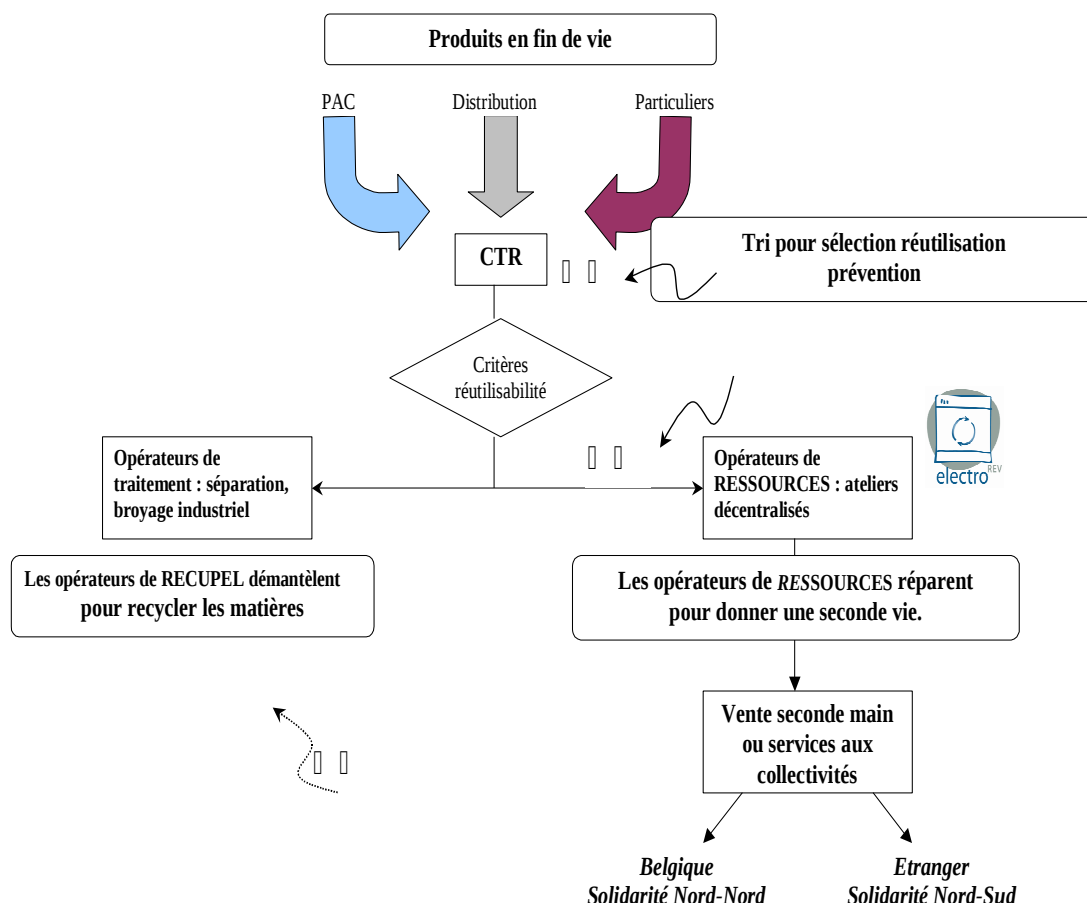 Produits en fin de vie
PAC
Distribution
Particuliers
CTR
Tri pour sélection réutilisation
prévention
Critères
réutilisabilité
Opérateurs de
traitement : séparation,
broyage industriel
Opérateurs de
RESSOURCES : ateliers
décentralisés
electro REV
Les opérateurs de RECUPEL démantèlent
pour recycler les matières
Les opérateurs de RESSOURCES réparent
pour donner une seconde vie.
Vente seconde main
ou services aux
collectivités
Belgique
Solidarité Nord-Nord
Etranger
Solidarité Nord-Sud